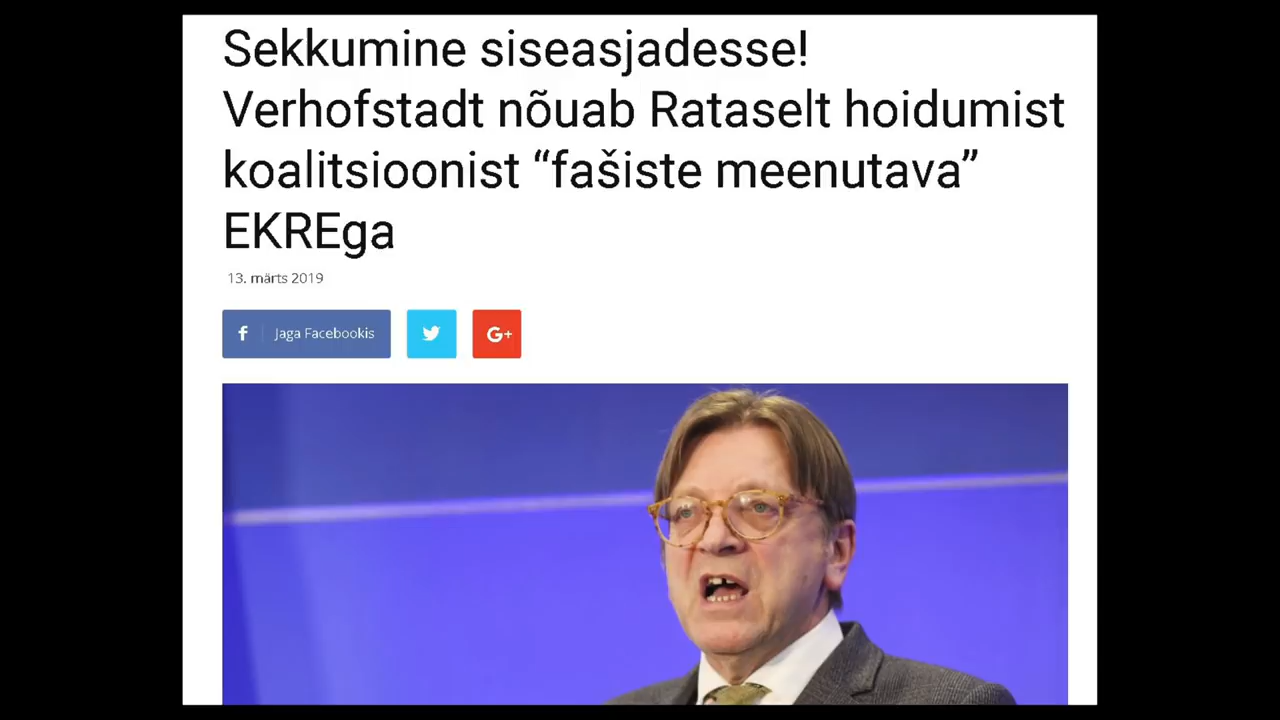 Sekkumine siseasjadesse!
Verhofstadt nõuab Rataselt hoidumist
koalitsioonist “fašiste meenutava”
EKREga
13. märts 2019
f Jaga Facebookis
G+